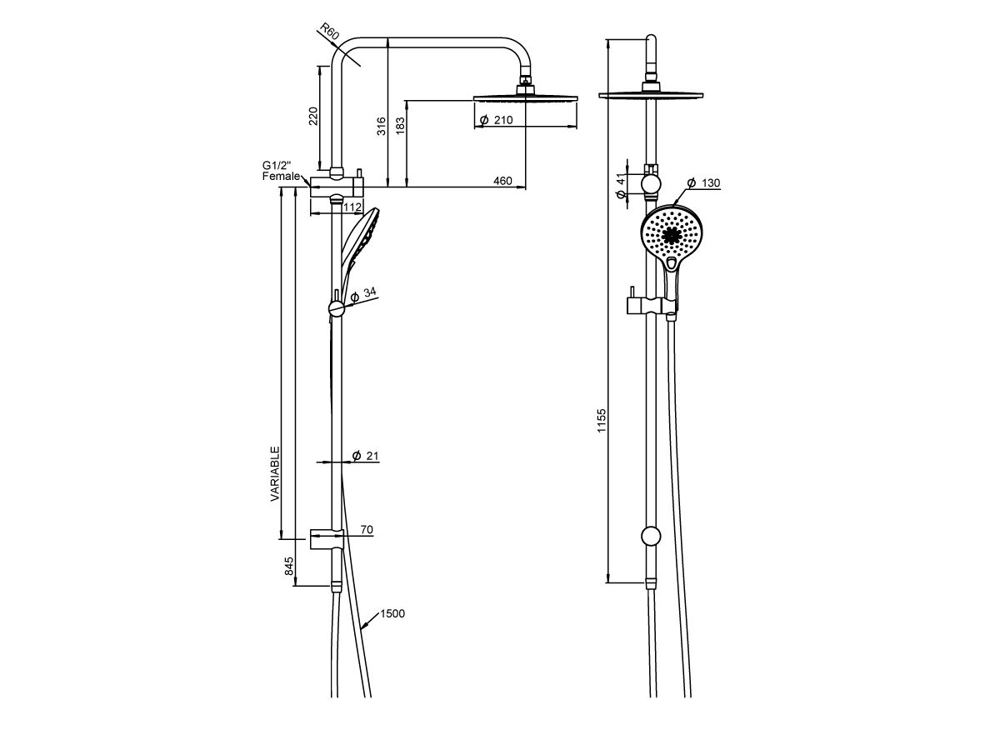 R60
220
316
183
Ø 210
G1/2"
Female
460
112
Ø 34
VARIABLE
Ø 21
70
845
1500
Ø 41
Ø 130
1155